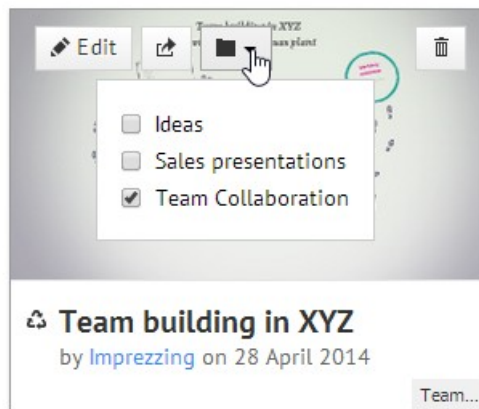 Team building in XYZ
Edit
Ideas
Sales presentations
Team Collaboration
Team building in XYZ
by Imprezzing on 28 April 2014
Team...